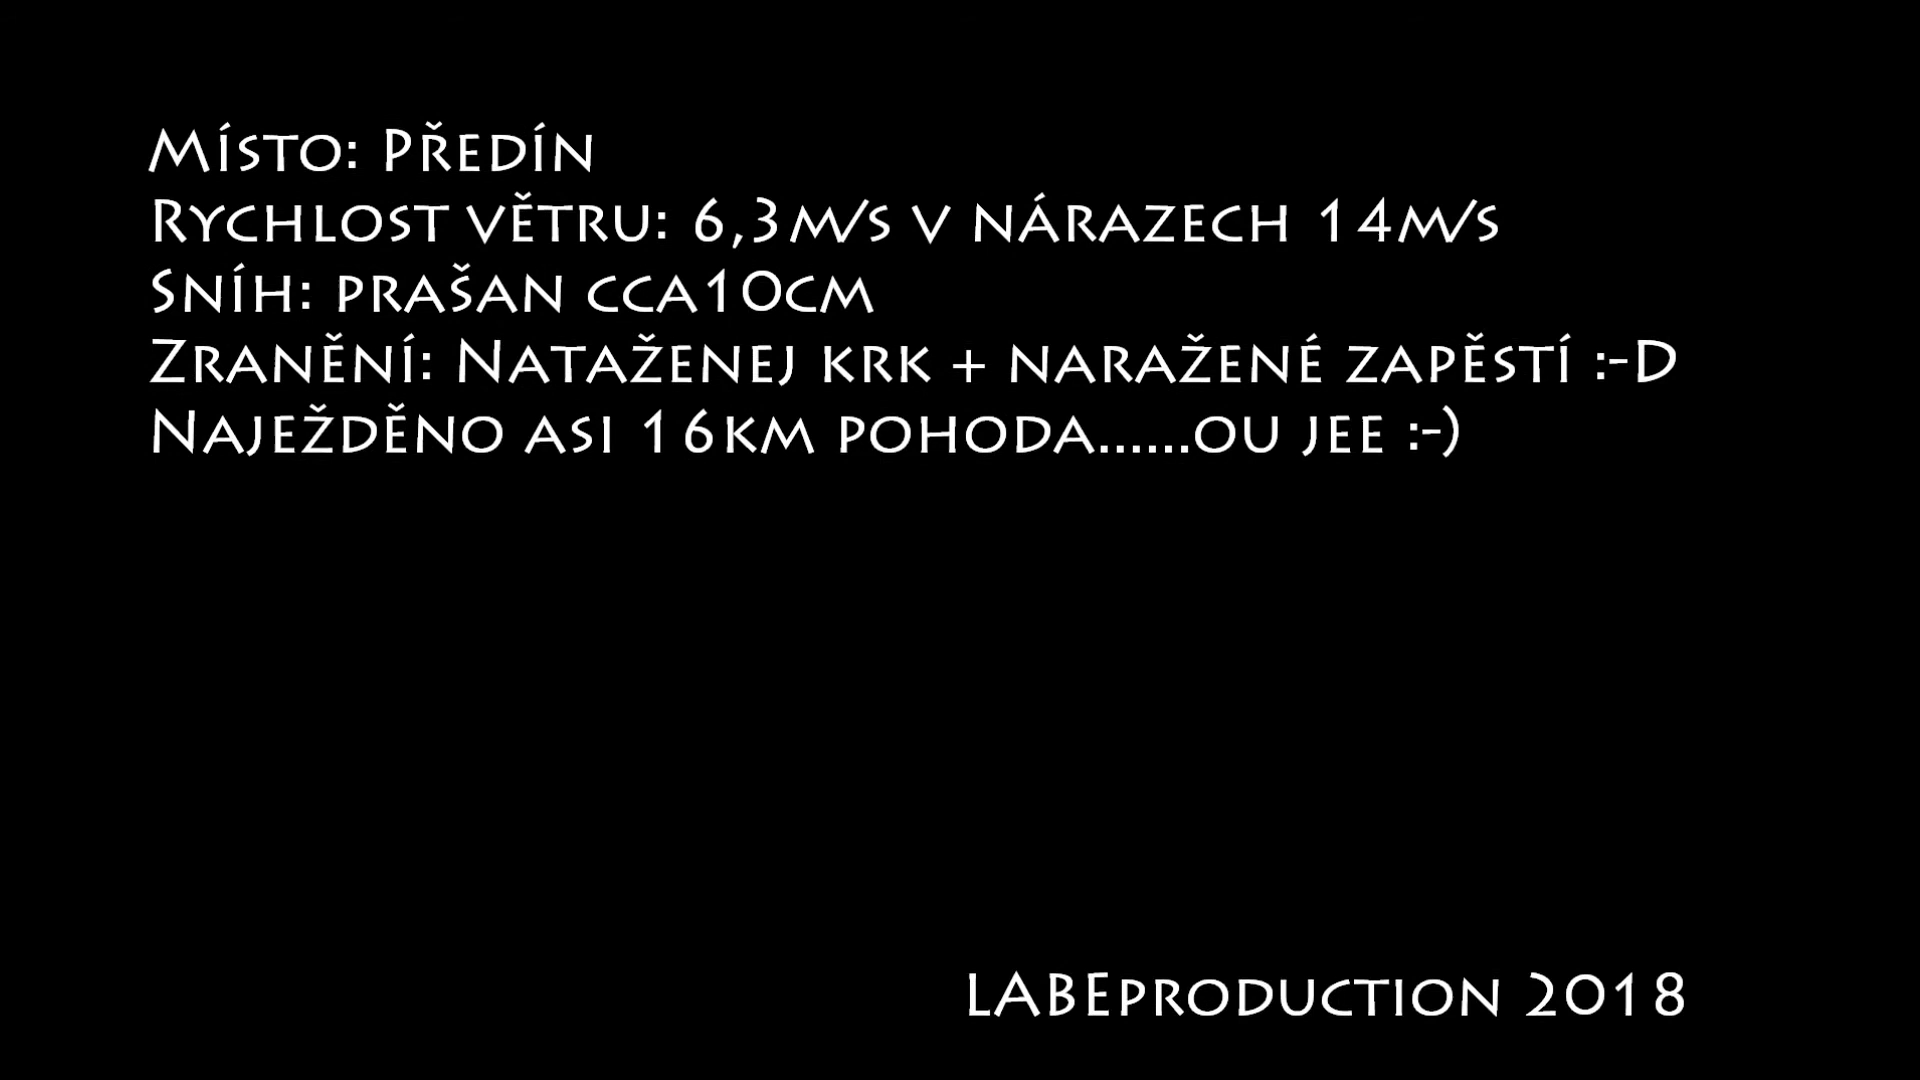 Místo: Předín
Rychlost větru: 6,3m/s v nárazech 14m/s
Sníh: prašan cca10cm
Zranění: Nataženej krk + naražené zapěstí :-D
Naježděno asi 16km pohoda......ou jee :-)
LABEproduction 2018